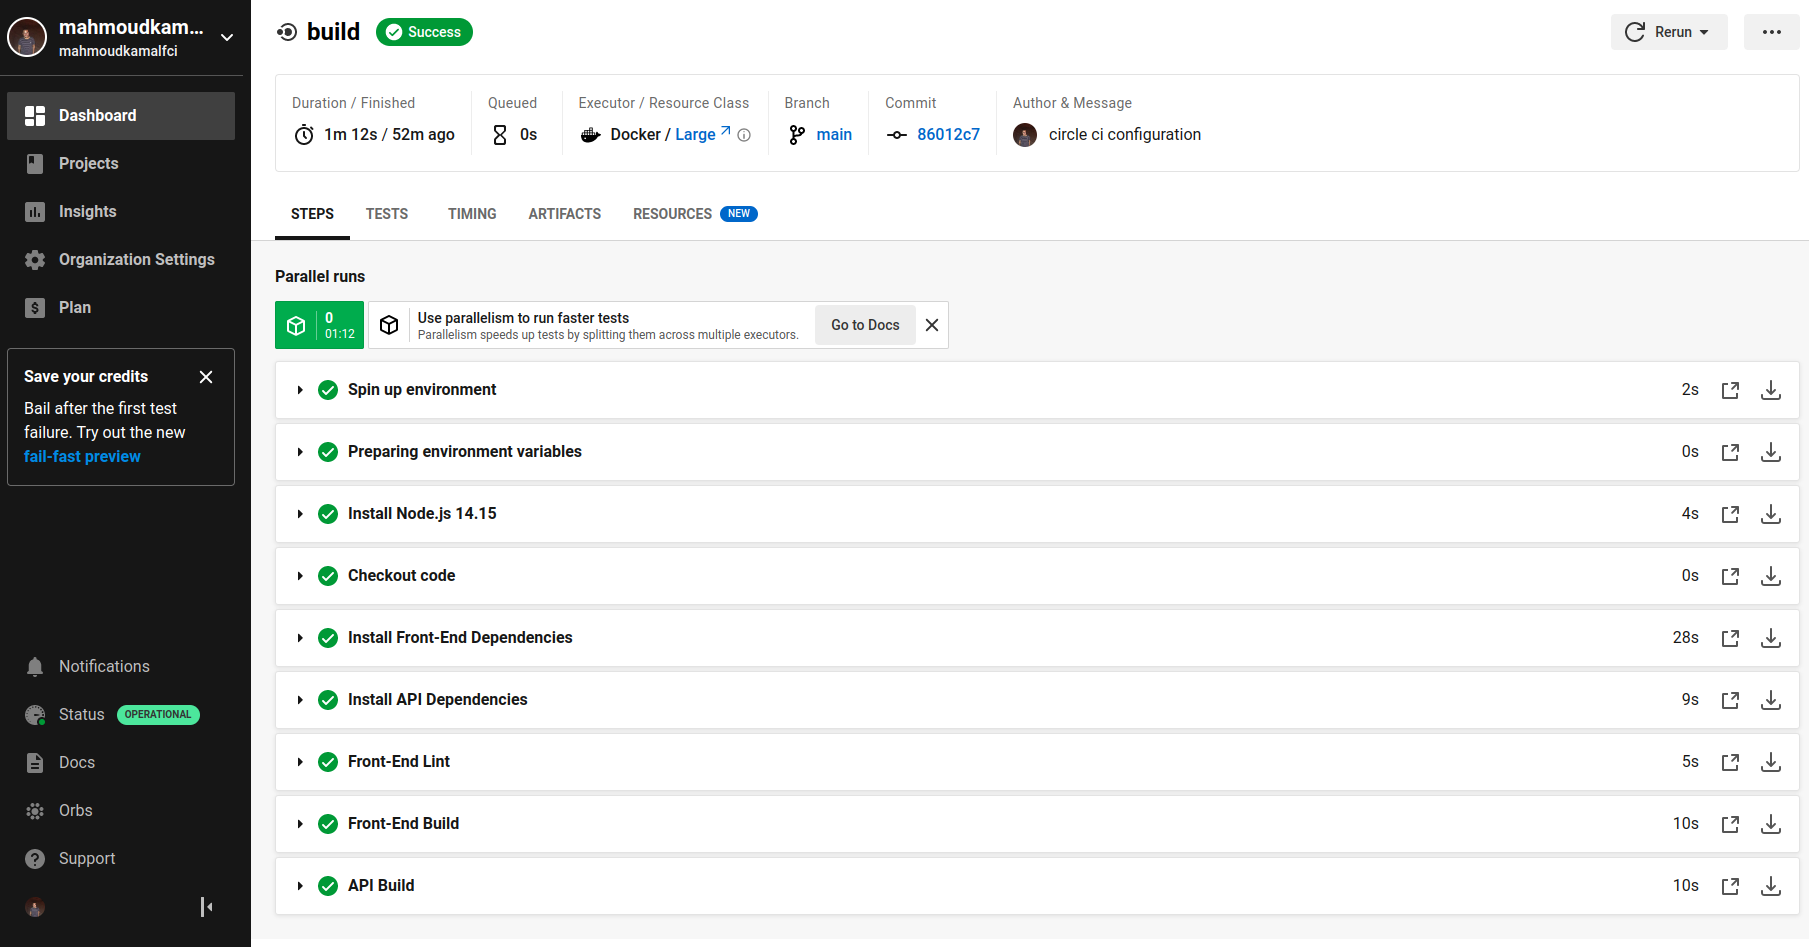 mahmoudkam...
mahmoudkamalfci
Dashboard
Projects
Insights
Organization Settings
Plan
Save your credits
Bail after the first test
failure. Try out the new
fail-fast preview
Notifications
Status OPERATIONAL
Docs
Orbs
Support
build Success
Rerun
Duration / Finished
1m 12s / 52m ago
Queued
0s
Executor / Resource Class
Docker / Large
Branch
main
Commit
86012c7
Author & Message
circle ci configuration
STEPS TESTS TIMING ARTIFACTS RESOURCES NEW
Parallel runs
0
01:12
Use parallelism to run faster tests
Parallelism speeds up tests by splitting them across multiple executors.
Go to Docs
Spin up environment 2s
Preparing environment variables 0s
Install Node.js 14.15 4s
Checkout code 0s
Install Front-End Dependencies 28s
Install API Dependencies 9s
Front-End Lint 5s
Front-End Build 10s
API Build 10s